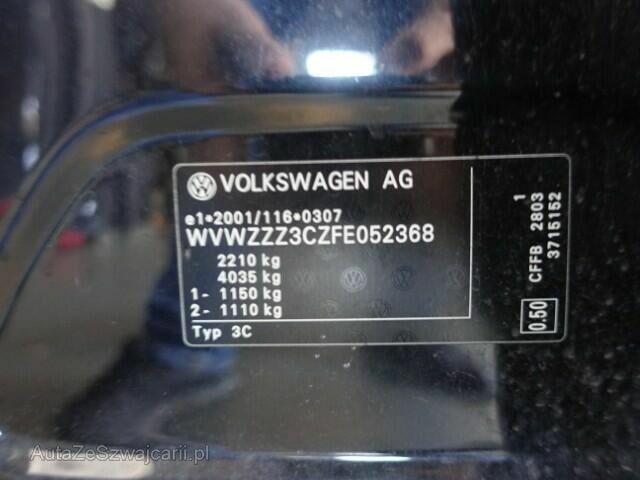 VOLKSWAGEN AG
e1*2001/116*0307
WVWZZZ3CZFE052368
2210 kg
4035 kg
1- 1150 kg
2- 1110 kg
Typ 3C
CFFB 2803 1
3715152
0.50
AutaZeSzwajcarii.pl